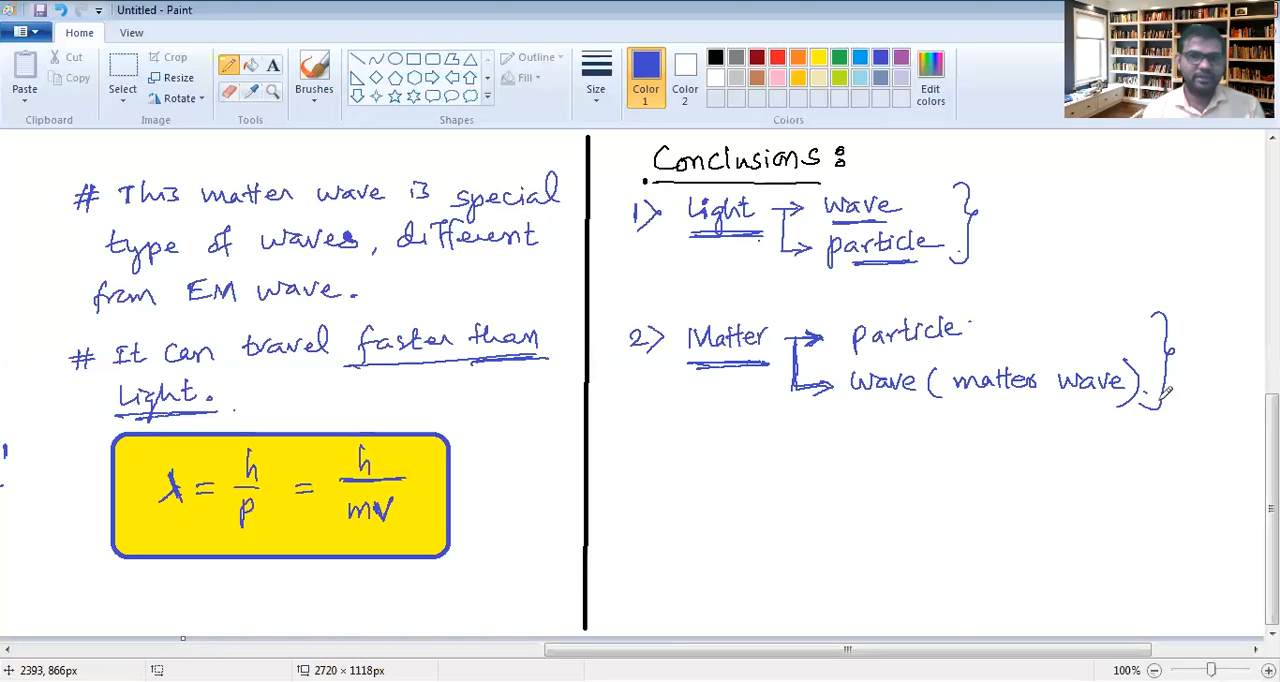 Untitled - Paint
Home
View
Paste
Cut
Copy
Clipboard
Select
Crop
Resize
Rotate
Image
A
Tools
Brushes
Outline
Fill
Shapes
Size
Color 1
Color 2
Edit colors
Colors
# This matter wave is special
type of waves, different
from EM wave.
# It can travel faster than
Light.
λ = h/p = h/mv
Conclusions :
1) Light → wave
→ particle
2) Matter → particle
→ wave (matter wave).
2393, 866px
2720 × 1118px
100%